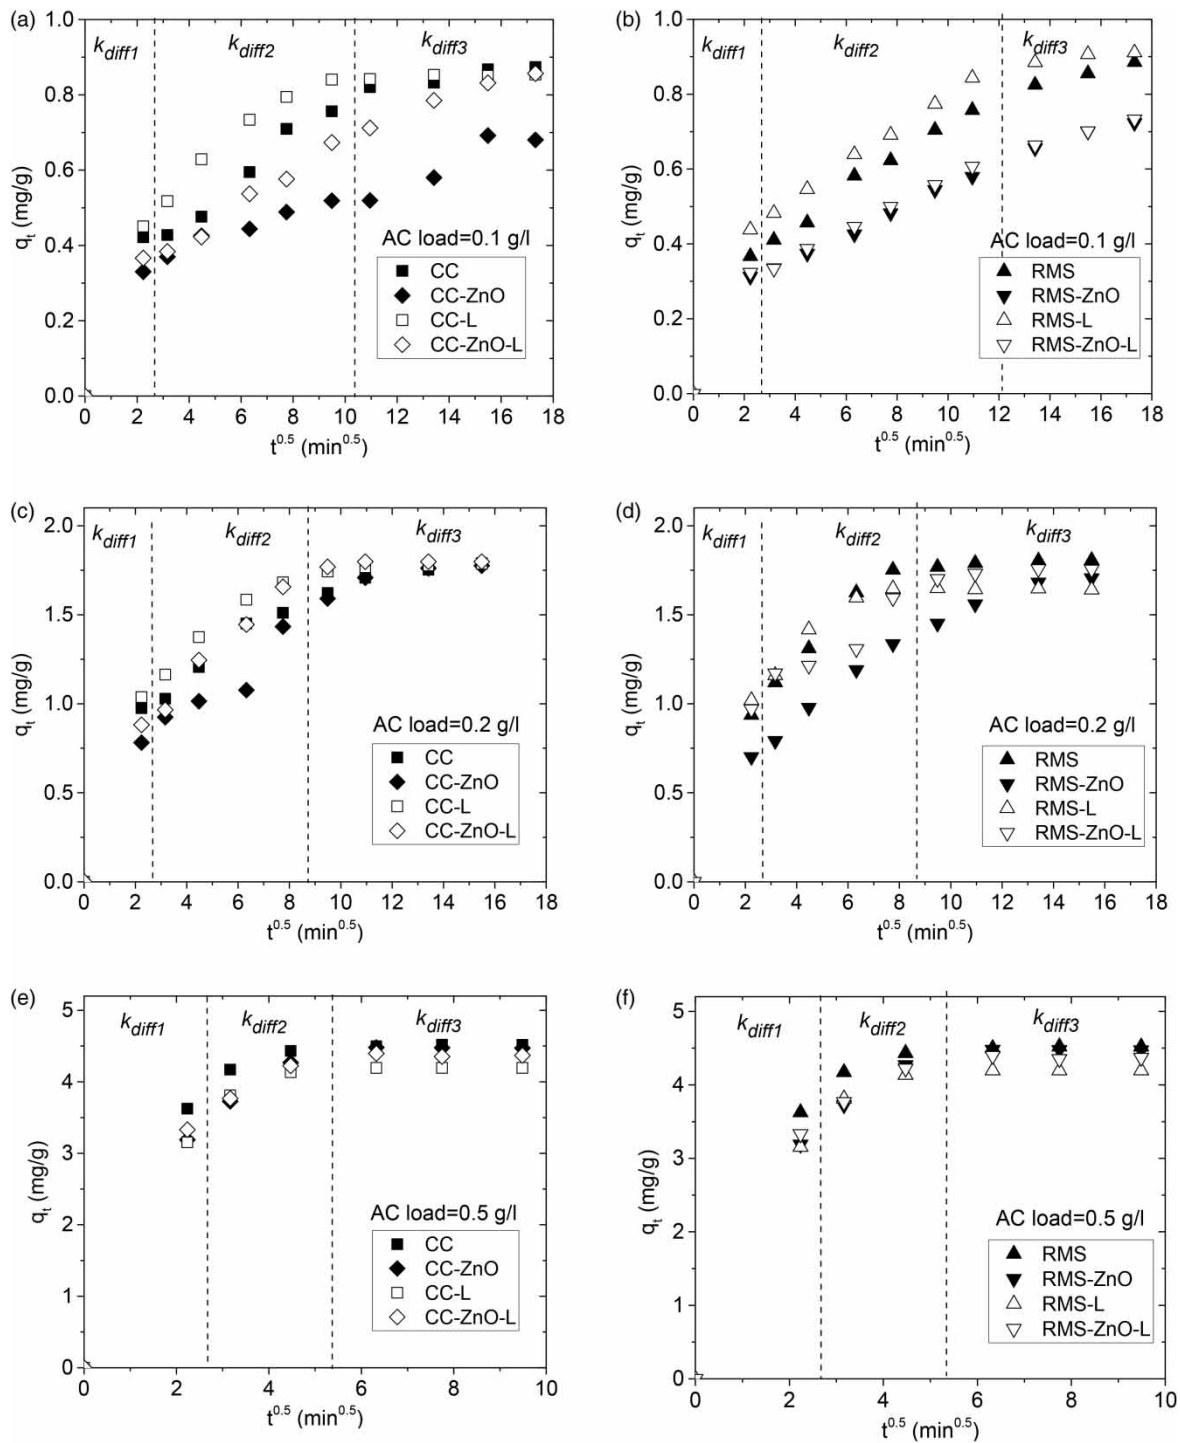 (a)
k_diff1
k_diff2
k_diff3
1.0
0.8
0.6
0.4
0.2
0.0
q_t (mg/g)
AC load=0.1 g/l
CC
CC-ZnO
CC-L
CC-ZnO-L
0 2 4 6 8 10 12 14 16 18
t^0.5 (min^0.5)
(b)
k_diff1
k_diff2
k_diff3
1.0
0.8
0.6
0.4
0.2
0.0
q_t (mg/g)
AC load=0.1 g/l
RMS
RMS-ZnO
RMS-L
RMS-ZnO-L
0 2 4 6 8 10 12 14 16 18
t^0.5 (min^0.5)
(c)
k_diff1
k_diff2
k_diff3
2.0
1.5
1.0
0.5
0.0
q_t (mg/g)
AC load=0.2 g/l
CC
CC-ZnO
CC-L
CC-ZnO-L
0 2 4 6 8 10 12 14 16 18
t^0.5 (min^0.5)
(d)
k_diff1
k_diff2
k_diff3
2.0
1.5
1.0
0.5
0.0
q_t (mg/g)
AC load=0.2 g/l
RMS
RMS-ZnO
RMS-L
RMS-ZnO-L
0 2 4 6 8 10 12 14 16 18
t^0.5 (min^0.5)
(e)
k_diff1
k_diff2
k_diff3
5
4
3
2
1
0
q_t (mg/g)
AC load=0.5 g/l
CC
CC-ZnO
CC-L
CC-ZnO-L
0 2 4 6 8 10
t^0.5 (min^0.5)
(f)
k_diff1
k_diff2
k_diff3
5
4
3
2
1
0
q_t (mg/g)
AC load=0.5 g/l
RMS
RMS-ZnO
RMS-L
RMS-ZnO-L
0 2 4 6 8 10
t^0.5 (min^0.5)